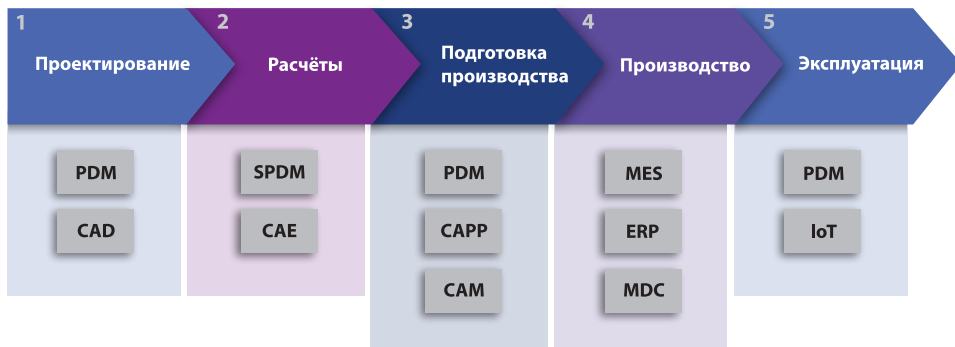 1
Проектирование
PDM
CAD
2
Расчёты
SPDM
CAE
3
Подготовка
производства
PDM
CAPP
CAM
4
Производство
MES
ERP
MDC
5
Эксплуатация
PDM
IoT